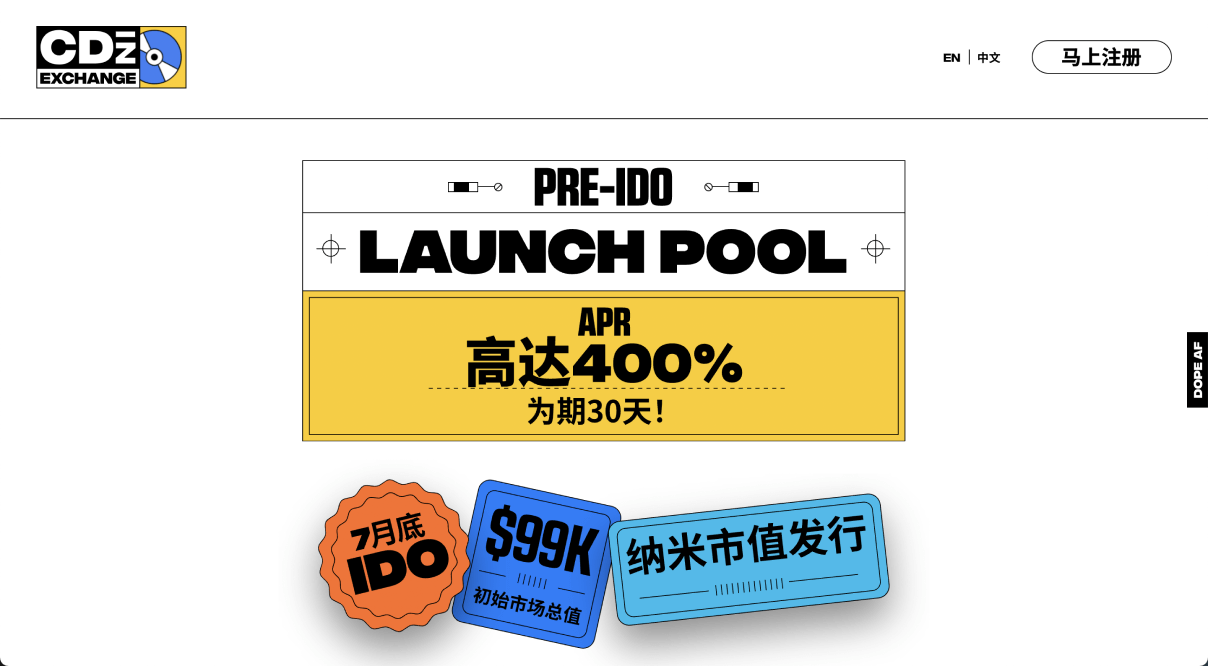 CDz
EXCHANGE
EN | 中文
马上注册
PRE-IDO
LAUNCH POOL
APR
高达400%
为期30天!
DOPE AF
7月底
IDO
$99K
初始市场总值
纳米市值发行